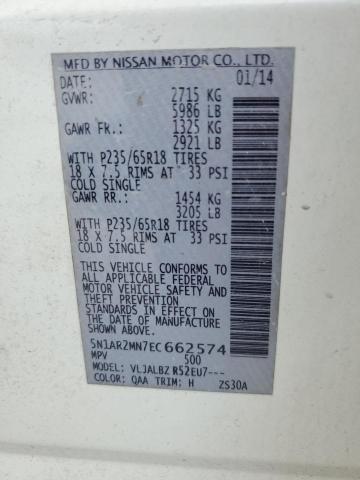 MFD BY NISSAN MOTOR CO., LTD.
DATE: 01/14
GVWR: 2715 KG
5986 LB
GAWR FR.: 1325 KG
2921 LB
WITH P235/65R18 TIRES
18 X 7.5 RIMS AT 33 PSI
COLD SINGLE
GAWR RR.: 1454 KG
3205 LB
WITH P235/65R18 TIRES
18 X 7.5 RIMS AT 33 PSI
COLD SINGLE
THIS VEHICLE CONFORMS TO
ALL APPLICABLE FEDERAL
MOTOR VEHICLE SAFETY AND
THEFT PREVENTION
STANDARDS IN EFFECT ON
THE DATE OF MANUFACTURE
SHOWN ABOVE.
5N1AR2MN7EC662574
MPV 500
MODEL: VLJALBZ R52EU7---
COLOR: QAA TRIM: H ZS30A